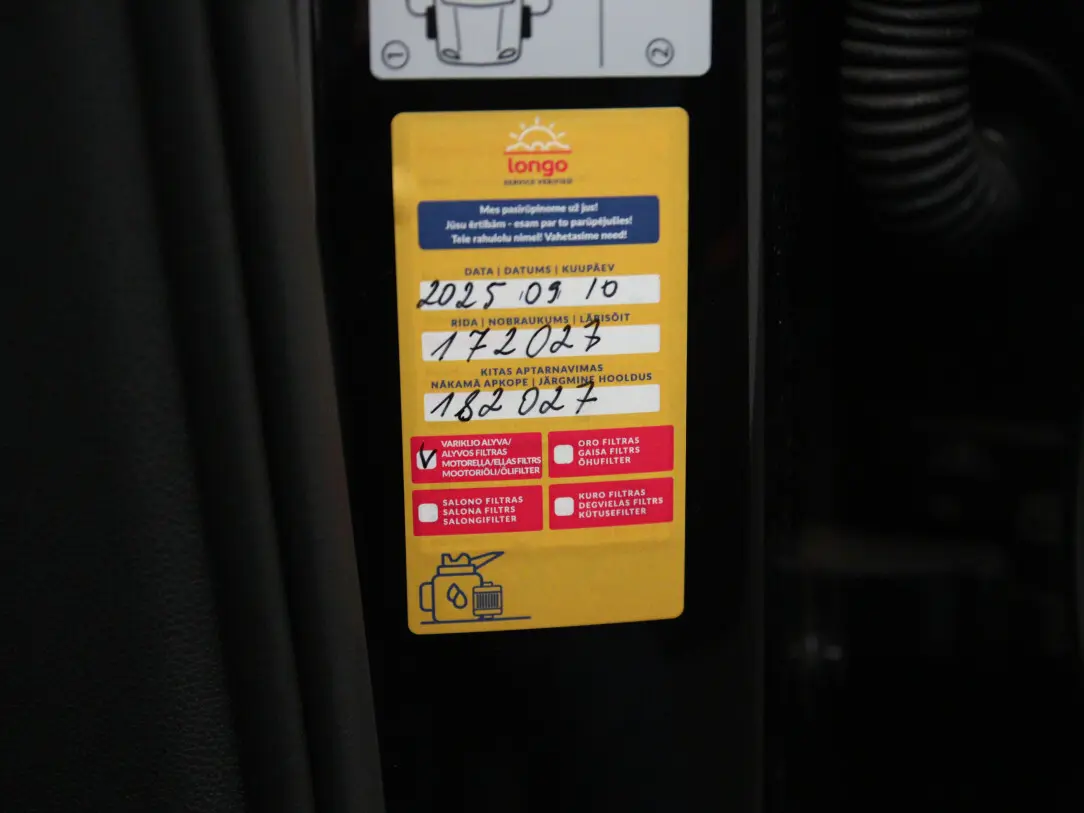 1 2
longo
SERVICE VERIFIED
Mes pasirūpinome už jus!
Jūsu ērtībām - esam par to parūpējušies!
Teie rahulolu nimel! Vahetasime need!
DATA | DATUMS | KUUPÄEV
2025 09 10
RIDA | NOBRAUKUMS | LÄBISÕIT
172027
KITAS APTARNAVIMAS
NĀKAMĀ APKOPE | JÄRGMINE HOOLDUS
182027
VARIKLIO ALYVA/
ALYVOS FILTRAS
MOTOREĻĻA/EĻĻAS FILTRS
MOOTORIÕLI/ÕLIFILTER
ORO FILTRAS
GAISA FILTRS
ÕHUFILTER
SALONO FILTRAS
SALONA FILTRS
SALONGIFILTER
KURO FILTRAS
DEGVIELAS FILTRS
KÜTUSEFILTER